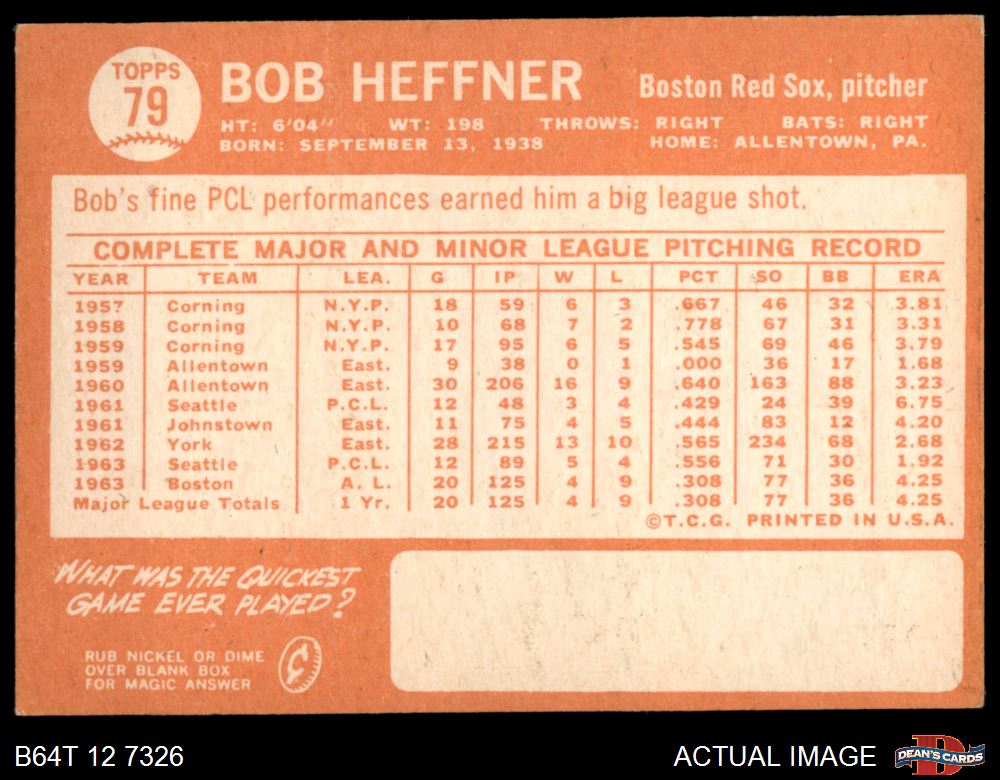 TOPPS
79
BOB HEFFNER
Boston Red Sox, pitcher
HT: 6'04" WT: 198 THROWS: RIGHT BATS: RIGHT
BORN: SEPTEMBER 13, 1938 HOME: ALLENTOWN, PA.
Bob's fine PCL performances earned him a big league shot.
COMPLETE MAJOR AND MINOR LEAGUE PITCHING RECORD
YEAR TEAM LEA. G IP W L PCT SO BB ERA
1957 Corning N.Y.P. 18 59 6 3 .667 46 32 3.81
1958 Corning N.Y.P. 10 68 7 2 .778 67 31 3.31
1959 Corning N.Y.P. 17 95 6 5 .545 69 46 3.79
1959 Allentown East. 9 38 0 1 .000 36 17 1.68
1960 Allentown East. 30 206 16 9 .640 163 88 3.23
1961 Seattle P.C.L. 12 48 3 4 .429 24 39 6.75
1961 Johnstown East. 11 75 4 5 .444 83 12 4.20
1962 York East. 28 215 13 10 .565 234 68 2.68
1963 Seattle P.C.L. 12 89 5 4 .556 71 30 1.92
1963 Boston A. L. 20 125 4 9 .308 77 36 4.25
Major League Totals 1 Yr. 20 125 4 9 .308 77 36 4.25
©T.C.G. PRINTED IN U.S.A.
WHAT WAS THE QUICKEST
GAME EVER PLAYED?
RUB NICKEL OR DIME
OVER BLANK BOX
FOR MAGIC ANSWER
B64T 12 7326
ACTUAL IMAGE
D
DEAN'S CARDS